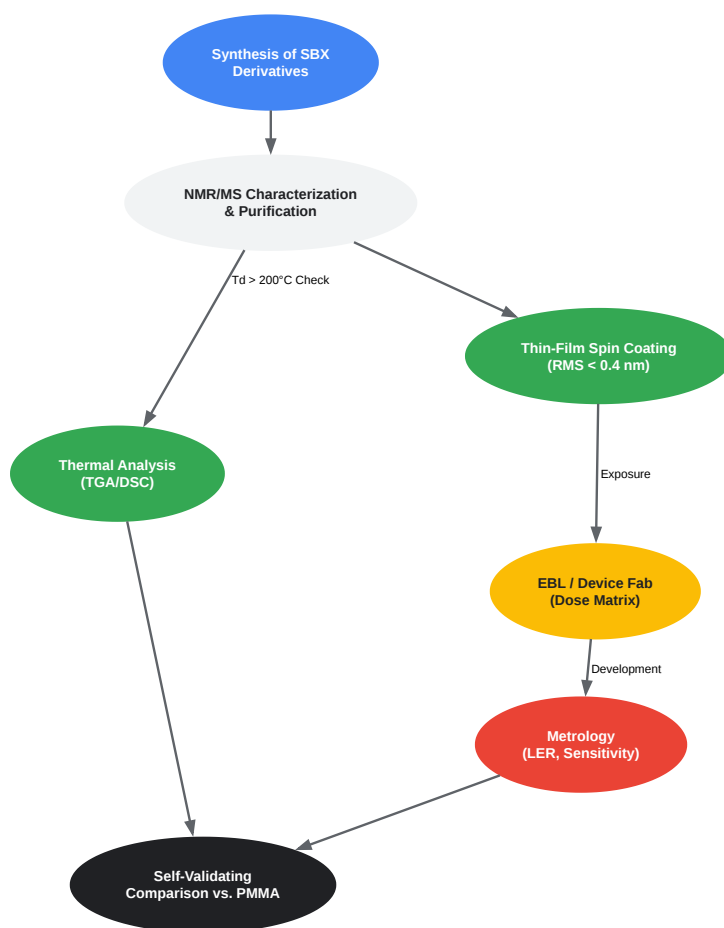 Synthesis of SBX
Derivatives
NMR/MS Characterization
& Purification
Td > 200°C Check
Thin-Film Spin Coating
(RMS < 0.4 nm)
Thermal Analysis
(TGA/DSC)
Exposure
EBL / Device Fab
(Dose Matrix)
Development
Metrology
(LER, Sensitivity)
Self-Validating
Comparison vs. PMMA